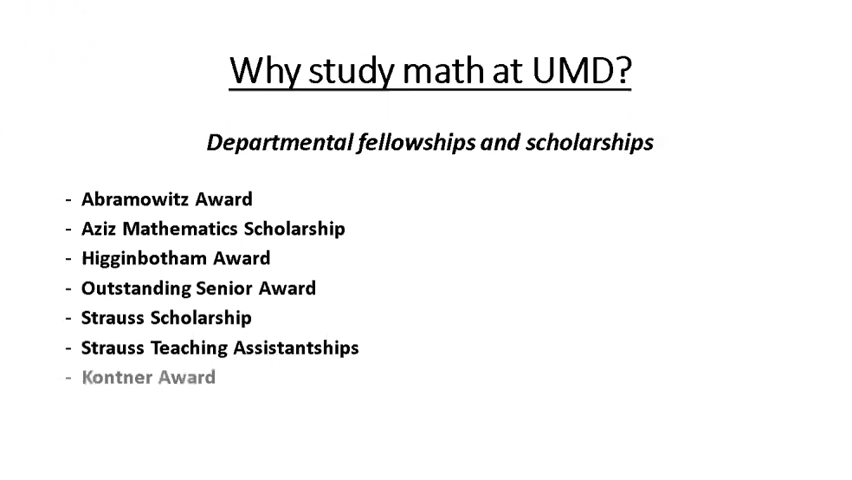 Why study math at UMD?
Departmental fellowships and scholarships
- Abramowitz Award
- Aziz Mathematics Scholarship
- Higginbotham Award
- Outstanding Senior Award
- Strauss Scholarship
- Strauss Teaching Assistantships
- Kontner Award